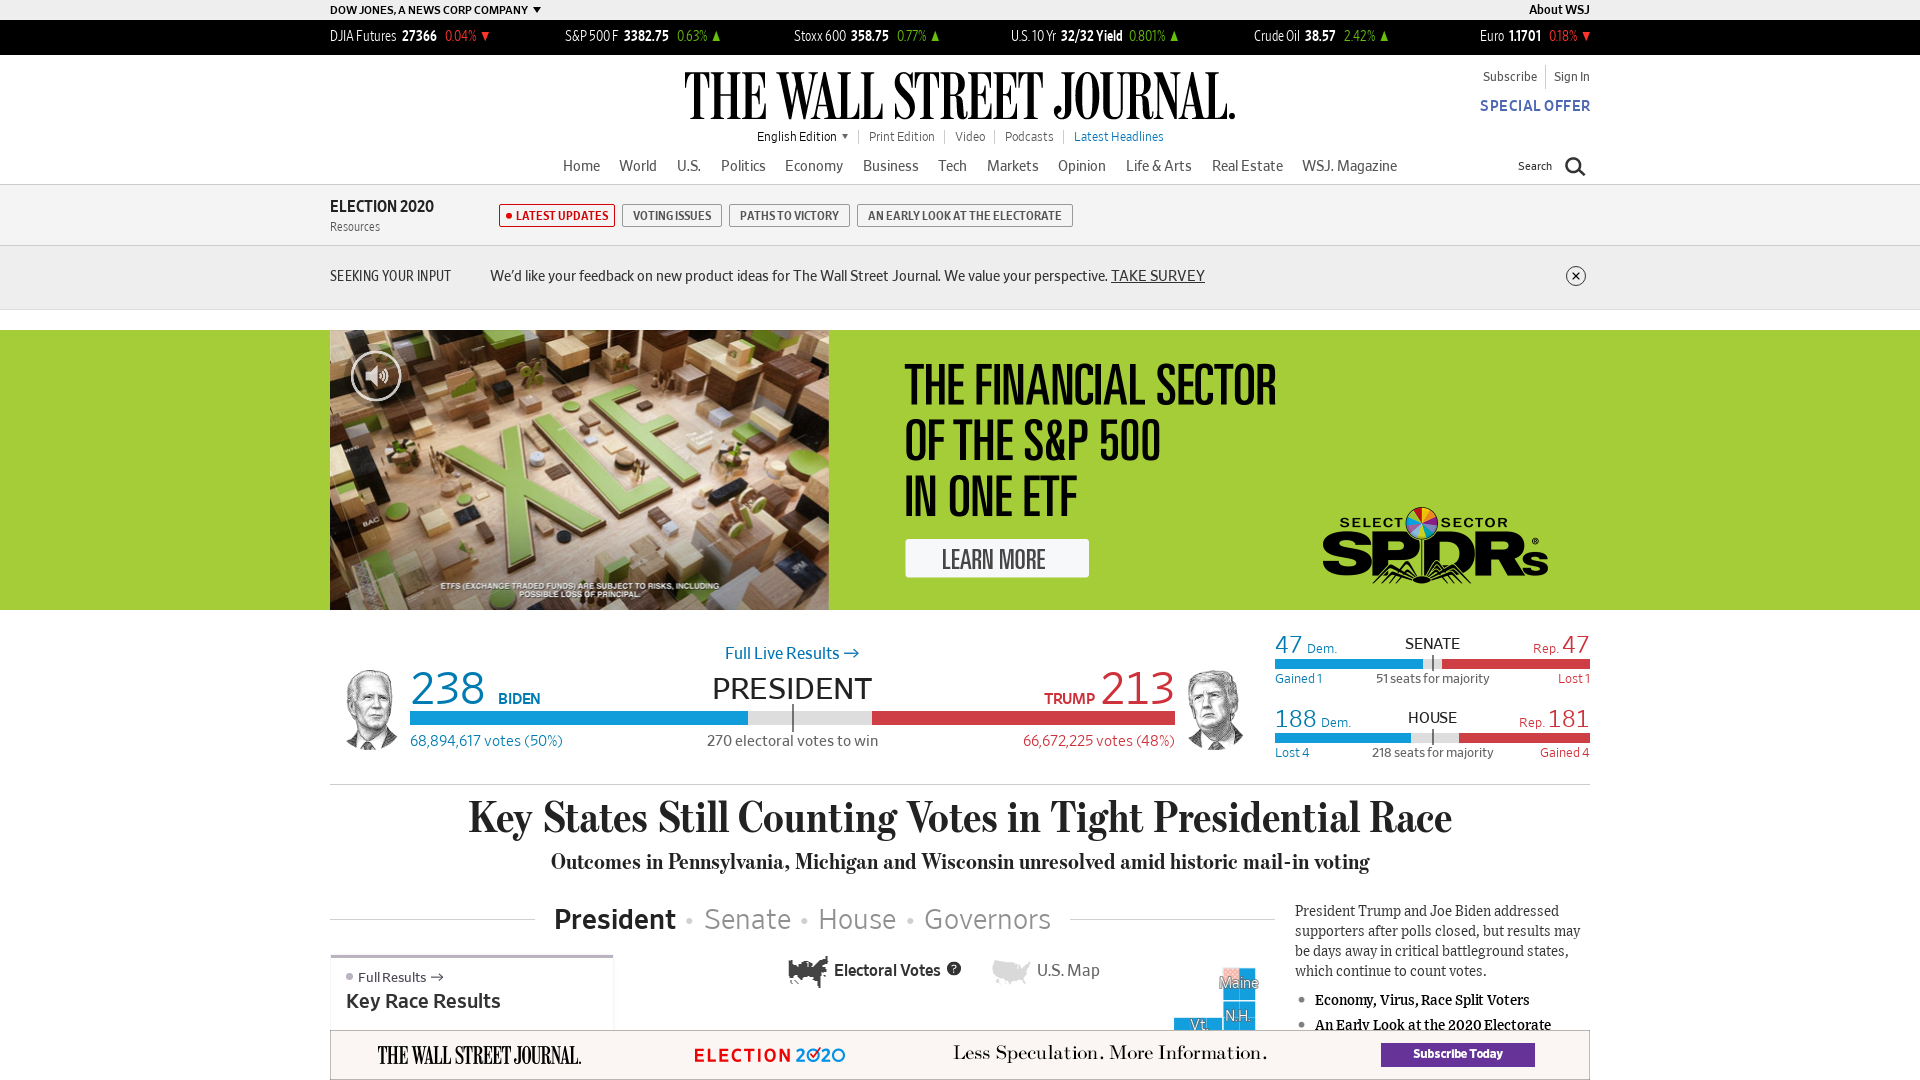 DOW JONES, A NEWS CORP COMPANY
About WSJ
DJIA Futures 27366 0.04%
S&P 500 F 3382.75 0.63%
Stoxx 600 358.75 0.77%
U.S. 10 Yr 32/32 Yield 0.801%
Crude Oil 38.57 2.42%
Euro 1.1701 0.18%
THE WALL STREET JOURNAL.
Subscribe
Sign In
SPECIAL OFFER
English Edition
Print Edition
Video
Podcasts
Latest Headlines
Home
World
U.S.
Politics
Economy
Business
Tech
Markets
Opinion
Life & Arts
Real Estate
WSJ. Magazine
Search
ELECTION 2020
Resources
LATEST UPDATES
VOTING ISSUES
PATHS TO VICTORY
AN EARLY LOOK AT THE ELECTORATE
SEEKING YOUR INPUT
We'd like your feedback on new product ideas for The Wall Street Journal. We value your perspective. TAKE SURVEY
XLF
BAC
JPM
ETFS (EXCHANGE TRADED FUNDS) ARE SUBJECT TO RISKS, INCLUDING
POSSIBLE LOSS OF PRINCIPAL.
THE FINANCIAL SECTOR
OF THE S&P 500
IN ONE ETF
LEARN MORE
SELECT SECTOR
SPDRs®
Full Live Results →
238 BIDEN
PRESIDENT
TRUMP 213
68,894,617 votes (50%)
270 electoral votes to win
66,672,225 votes (48%)
47 Dem.
SENATE
Rep. 47
Gained 1
51 seats for majority
Lost 1
188 Dem.
HOUSE
Rep. 181
Lost 4
218 seats for majority
Gained 4
Key States Still Counting Votes in Tight Presidential Race
Outcomes in Pennsylvania, Michigan and Wisconsin unresolved amid historic mail-in voting
President • Senate • House • Governors
Full Results →
Key Race Results
Electoral Votes ?
U.S. Map
Maine
N.H.
Vt.
President Trump and Joe Biden addressed
supporters after polls closed, but results may
be days away in critical battleground states,
which continue to count votes.
• Economy, Virus, Race Split Voters
• An Early Look at the 2020 Electorate
THE WALL STREET JOURNAL.
ELECTION 2020
Less Speculation. More Information.
Subscribe Today